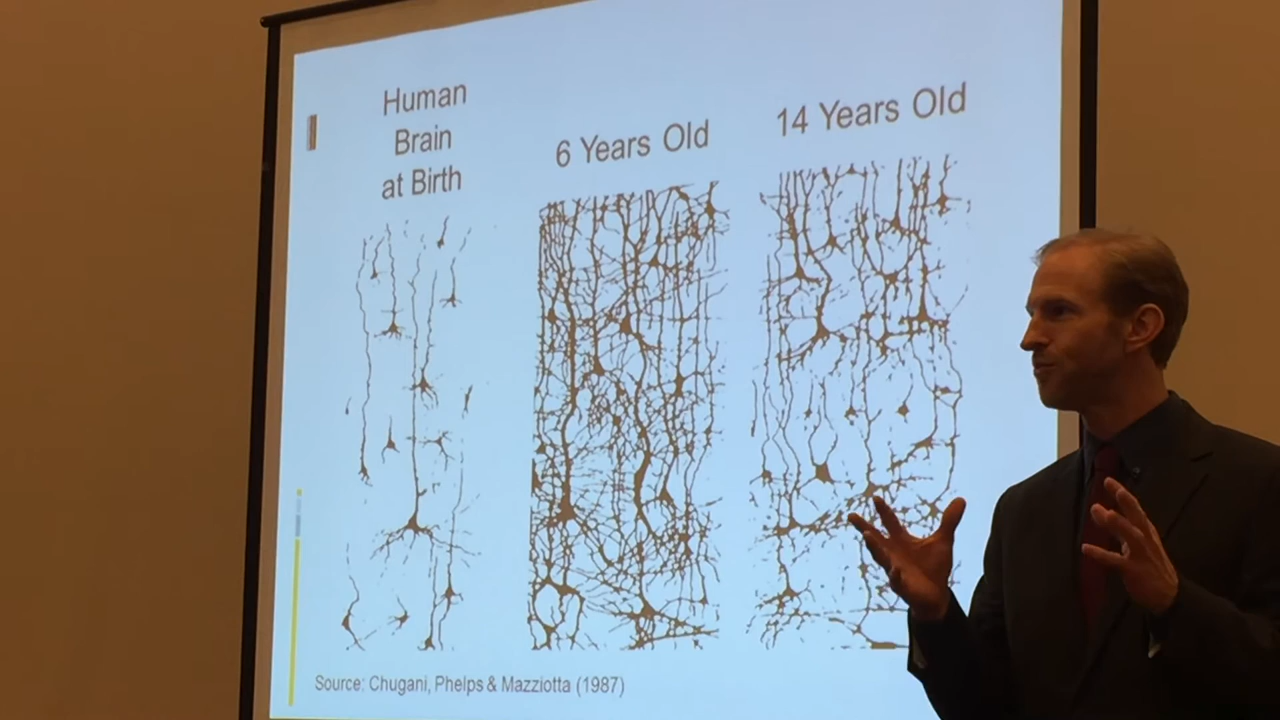 Human
Brain
at Birth
6 Years Old
14 Years Old
Source: Chugani, Phelps & Mazziotta (1987)